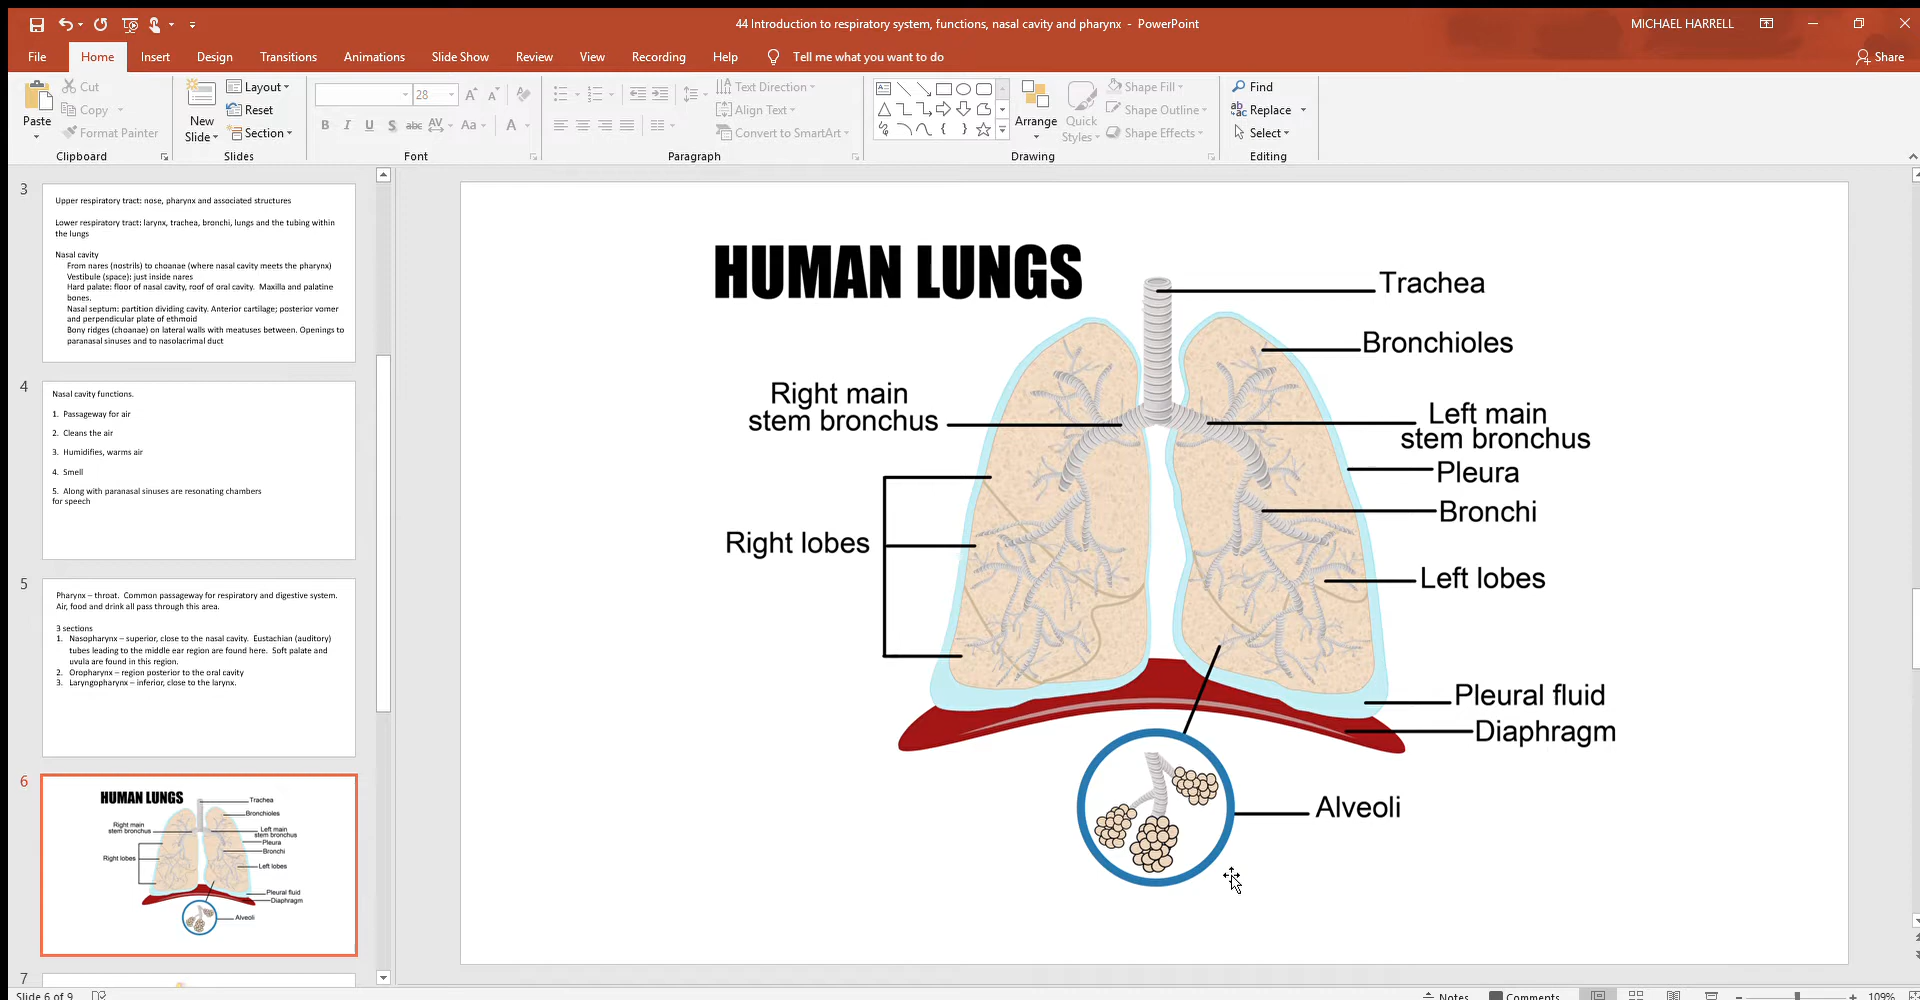 44 Introduction to respiratory system, functions, nasal cavity and pharynx - PowerPoint
MICHAEL HARRELL
File Home Insert Design Transitions Animations Slide Show Review View Recording Help Tell me what you want to do
Share
Paste
Cut
Copy
Format Painter
Clipboard
New
Slide
Layout
Reset
Section
Slides
28
B I U S abc AV Aa A
Font
Text Direction
Align Text
Convert to SmartArt
Paragraph
Arrange
Quick
Styles
Shape Fill
Shape Outline
Shape Effects
Drawing
Find
Replace
Select
Editing
3
Upper respiratory tract: nose, pharynx and associated structures
Lower respiratory tract: larynx, trachea, bronchi, lungs and the tubing within
the lungs
Nasal cavity
From nares (nostrils) to choanae (where nasal cavity meets the pharynx)
Vestibule (space): just inside nares
Hard palate: floor of nasal cavity, roof of oral cavity. Maxilla and palatine
bones.
Nasal septum: partition dividing cavity. Anterior cartilage; posterior vomer
and perpendicular plate of ethmoid
Bony ridges (choanae) on lateral walls with meatuses between. Openings to
paranasal sinuses and to nasolacrimal duct
4
Nasal cavity functions.
1. Passageway for air
2. Cleans the air
3. Humidifies, warms air
4. Smell
5. Along with paranasal sinuses are resonating chambers
for speech
5
Pharynx – throat. Common passageway for respiratory and digestive system.
Air, food and drink all pass through this area.
3 sections
1. Nasopharynx – superior, close to the nasal cavity. Eustachian (auditory)
tubes leading to the middle ear region are found here. Soft palate and
uvula are found in this region.
2. Oropharynx – region posterior to the oral cavity
3. Laryngopharynx – inferior, close to the larynx.
6
HUMAN LUNGS
Trachea
Bronchioles
Right main
stem bronchus
Left main
stem bronchus
Pleura
Bronchi
Right lobes
Left lobes
Pleural fluid
Diaphragm
Alveoli
7
HUMAN LUNGS
Trachea
Bronchioles
Right main
stem bronchus
Left main
stem bronchus
Pleura
Bronchi
Right lobes
Left lobes
Pleural fluid
Diaphragm
Alveoli
Slide 6 of 9
Notes
Comments
109%